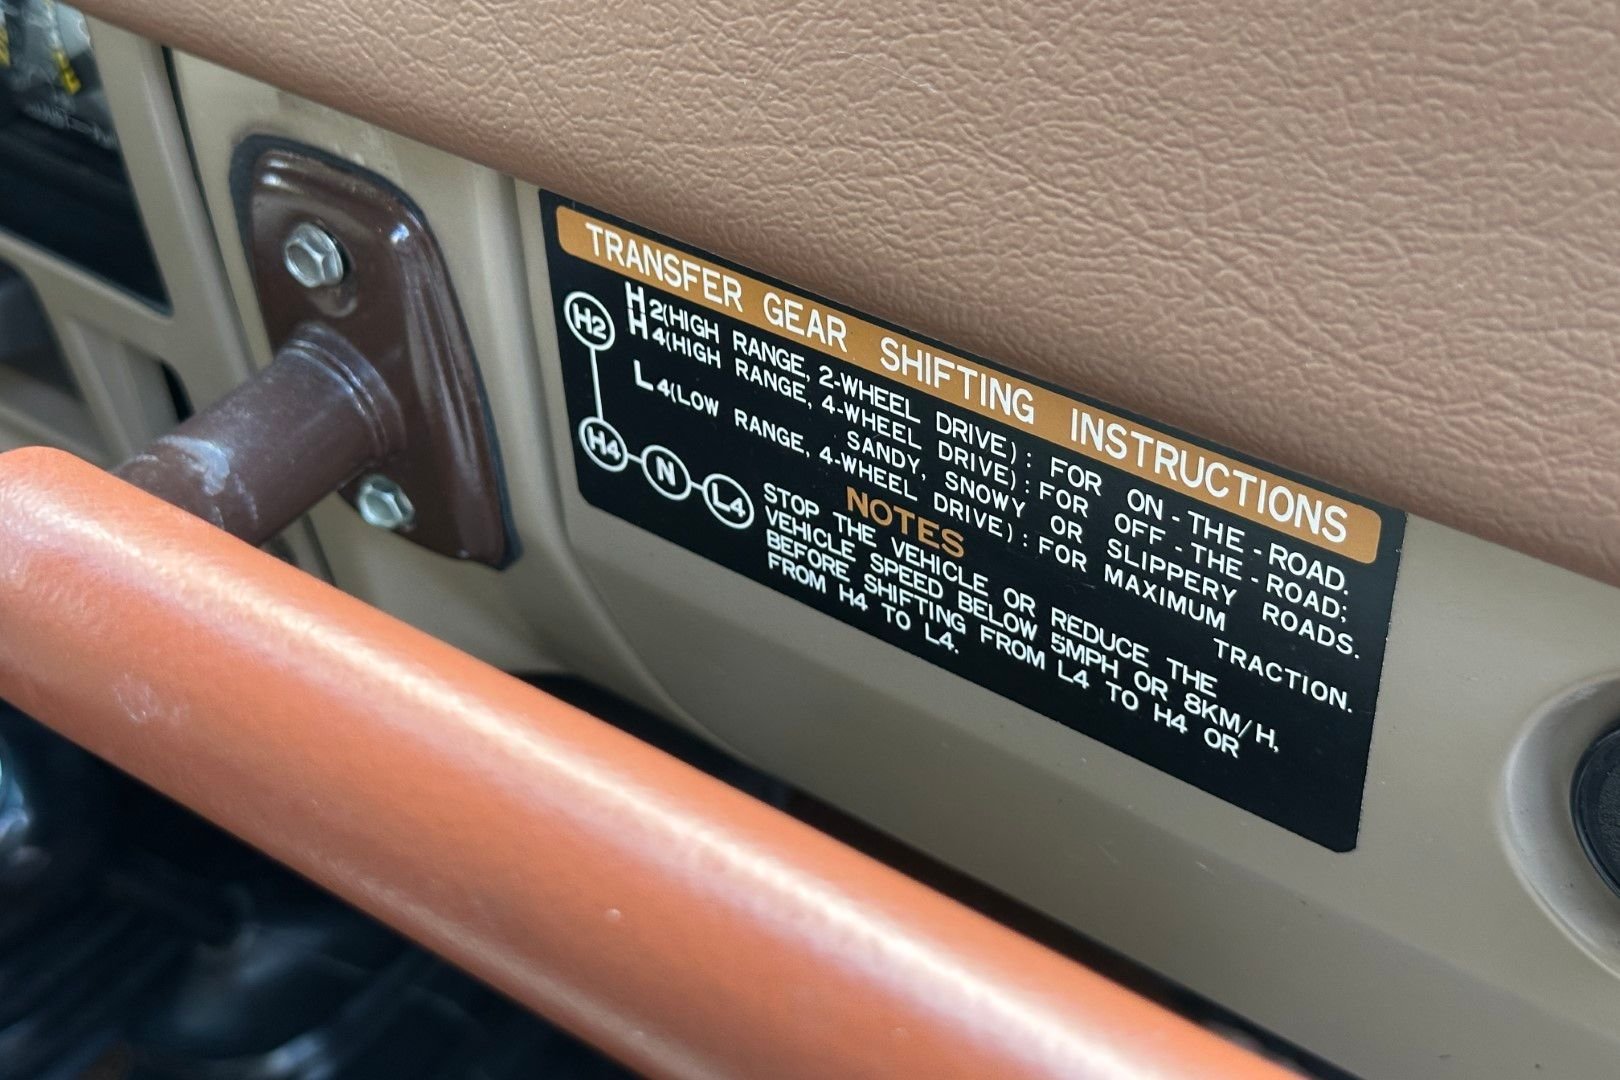 TRANSFER GEAR SHIFTING INSTRUCTIONS
H2 (HIGH RANGE, 2-WHEEL DRIVE) : FOR ON - THE - ROAD.
H4 (HIGH RANGE, 4-WHEEL DRIVE) : FOR OFF - THE - ROAD;
SANDY, SNOWY OR SLIPPERY ROADS.
L4 (LOW RANGE, 4-WHEEL DRIVE) : FOR MAXIMUM TRACTION.
H2
H4 N L4
NOTES
STOP THE VEHICLE OR REDUCE THE
VEHICLE SPEED BELOW 5MPH OR 8KM/H,
BEFORE SHIFTING FROM L4 TO H4 OR
FROM H4 TO L4.